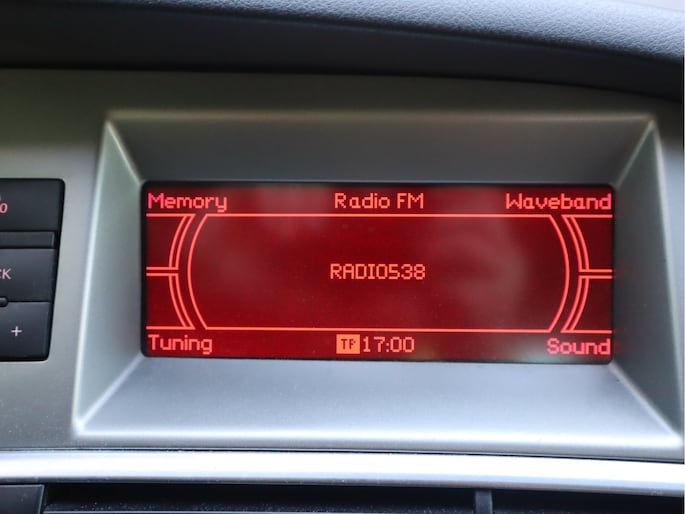 Memory Radio FM Waveband
RADIO538
Tuning TP 17:00 Sound
+